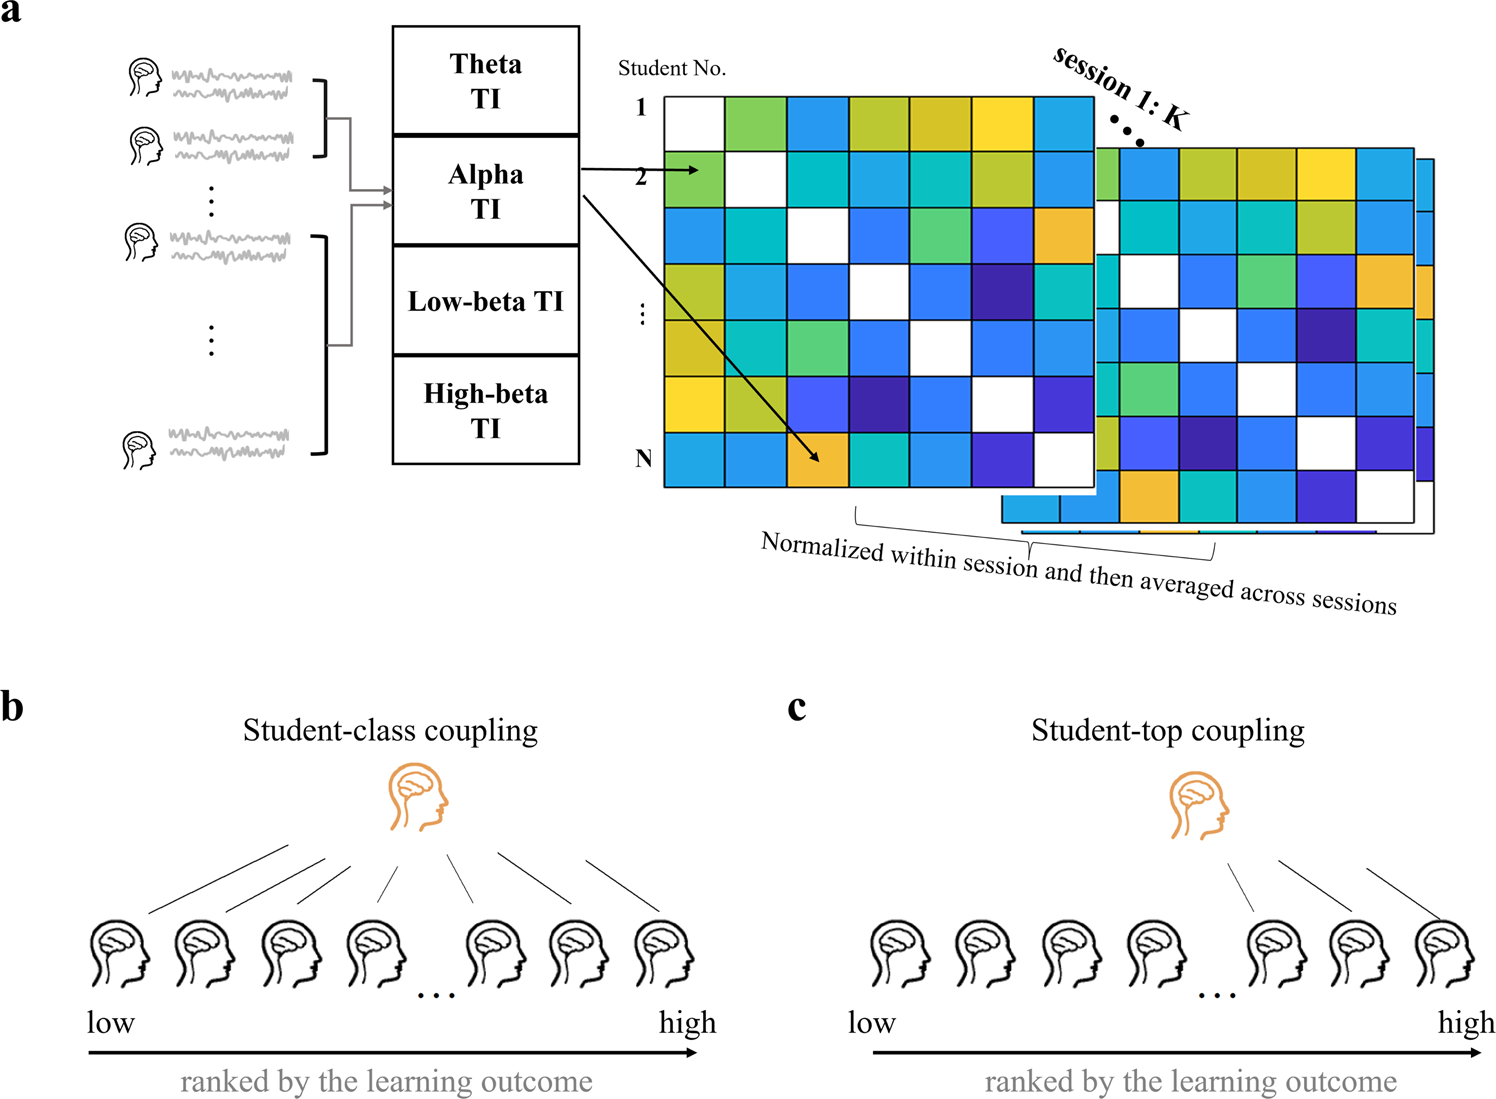 a
Theta
TI
Alpha
TI
Low-beta TI
High-beta
TI
Student No.
1
2
⋮
N
session 1: K
Normalized within session and then averaged across sessions
b
Student-class coupling
...
low
high
ranked by the learning outcome
c
Student-top coupling
...
low
high
ranked by the learning outcome